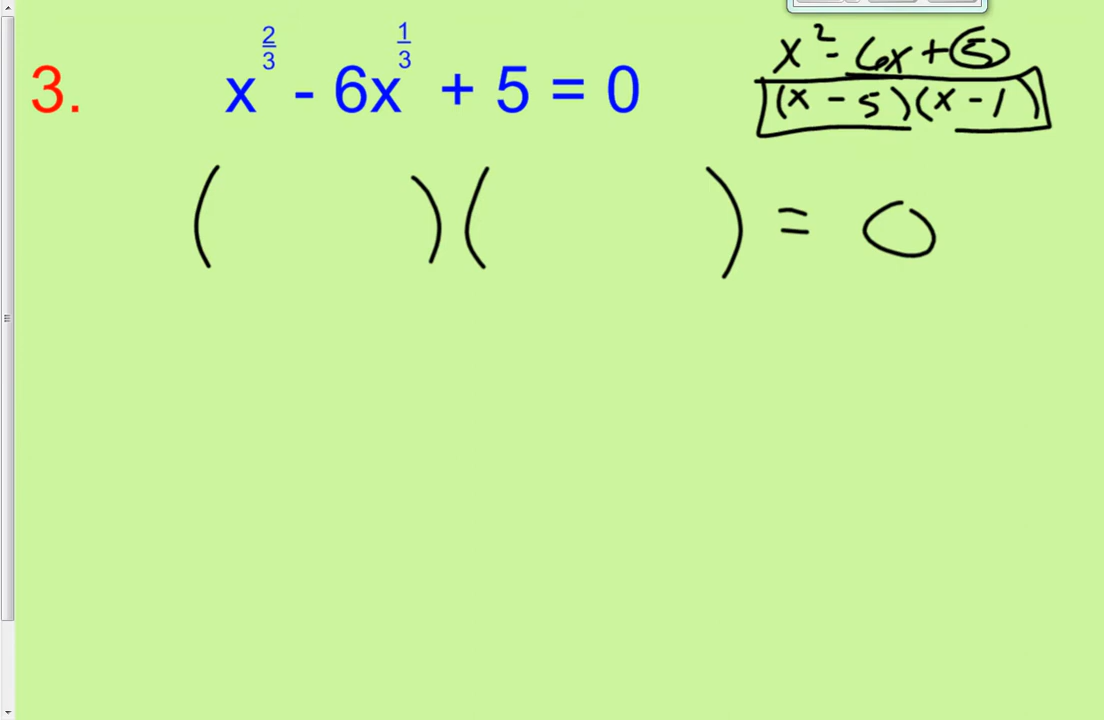 3. x^{2/3} - 6x^{1/3} + 5 = 0
x² - 6x + 5
(x - 5)(x - 1)
( )( ) = 0